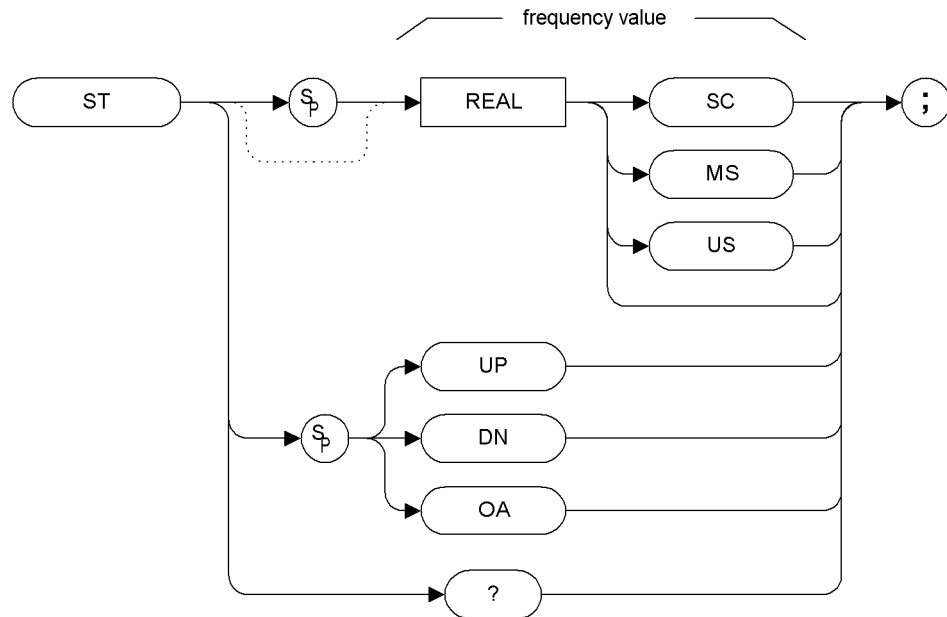 frequency value
ST SP REAL SC ;
MS
US
UP
SP DN
OA
?